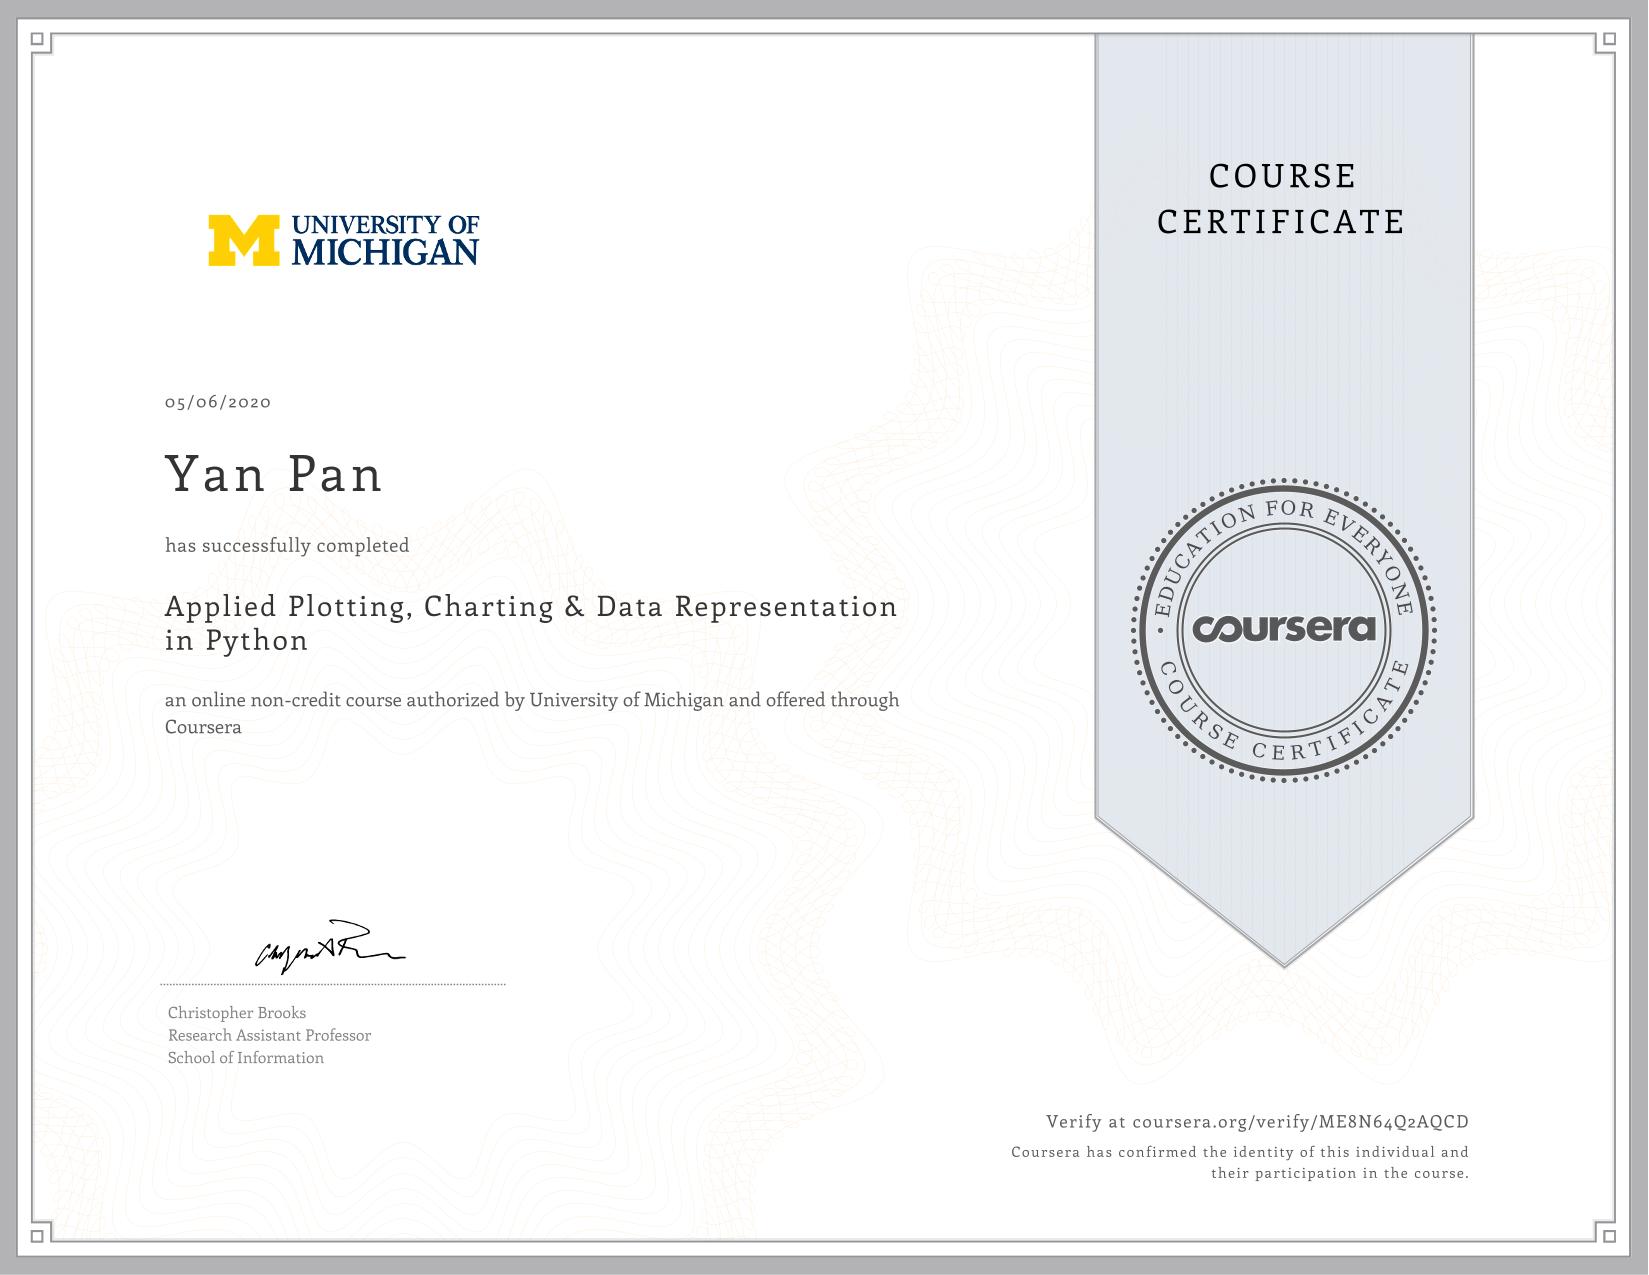 UNIVERSITY OF
MICHIGAN
COURSE
CERTIFICATE
05/06/2020
Yan Pan
has successfully completed
Applied Plotting, Charting & Data Representation
in Python
an online non-credit course authorized by University of Michigan and offered through
Coursera
EDUCATION FOR EVERYONE
coursera
COURSE CERTIFICATE
Christopher Brooks
Research Assistant Professor
School of Information
Verify at coursera.org/verify/ME8N64Q2AQCD
Coursera has confirmed the identity of this individual and
their participation in the course.